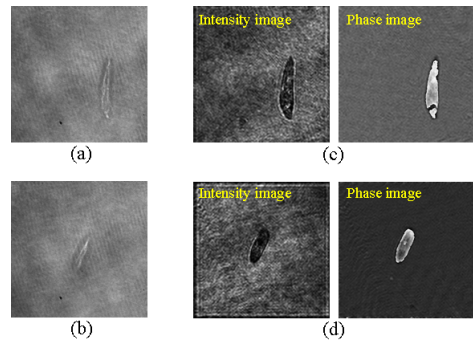 Intensity image
Phase image
(a)
(c)
Intensity image
Phase image
(b)
(d)